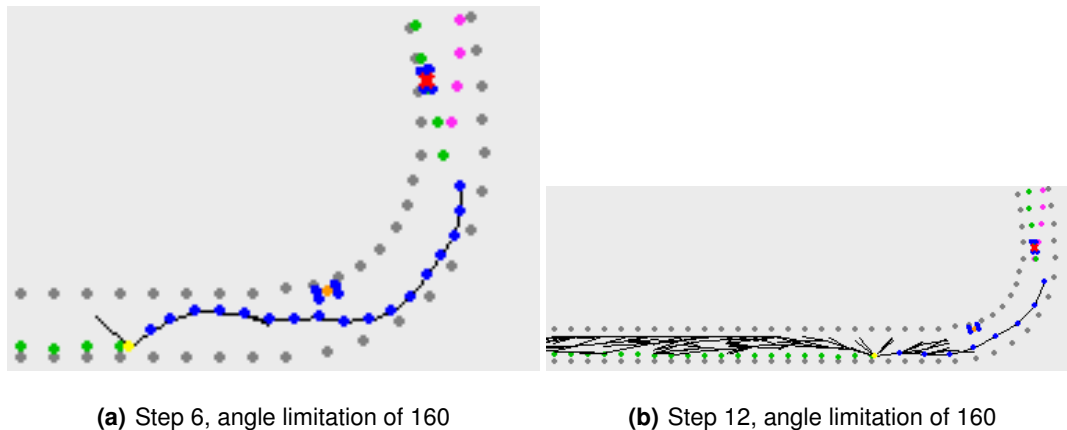 (a) Step 6, angle limitation of 160
(b) Step 12, angle limitation of 160